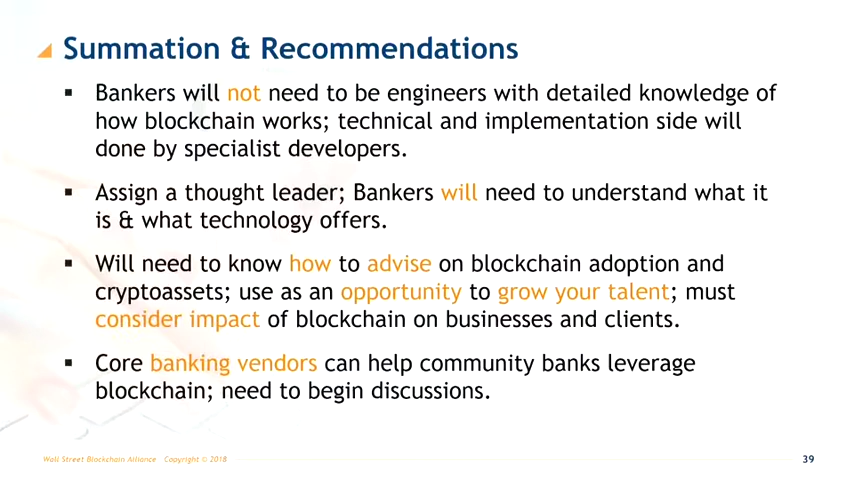 Summation & Recommendations
▪ Bankers will not need to be engineers with detailed knowledge of
how blockchain works; technical and implementation side will
done by specialist developers.
▪ Assign a thought leader; Bankers will need to understand what it
is & what technology offers.
▪ Will need to know how to advise on blockchain adoption and
cryptoassets; use as an opportunity to grow your talent; must
consider impact of blockchain on businesses and clients.
▪ Core banking vendors can help community banks leverage
blockchain; need to begin discussions.
Wall Street Blockchain Alliance Copyright © 2018
39